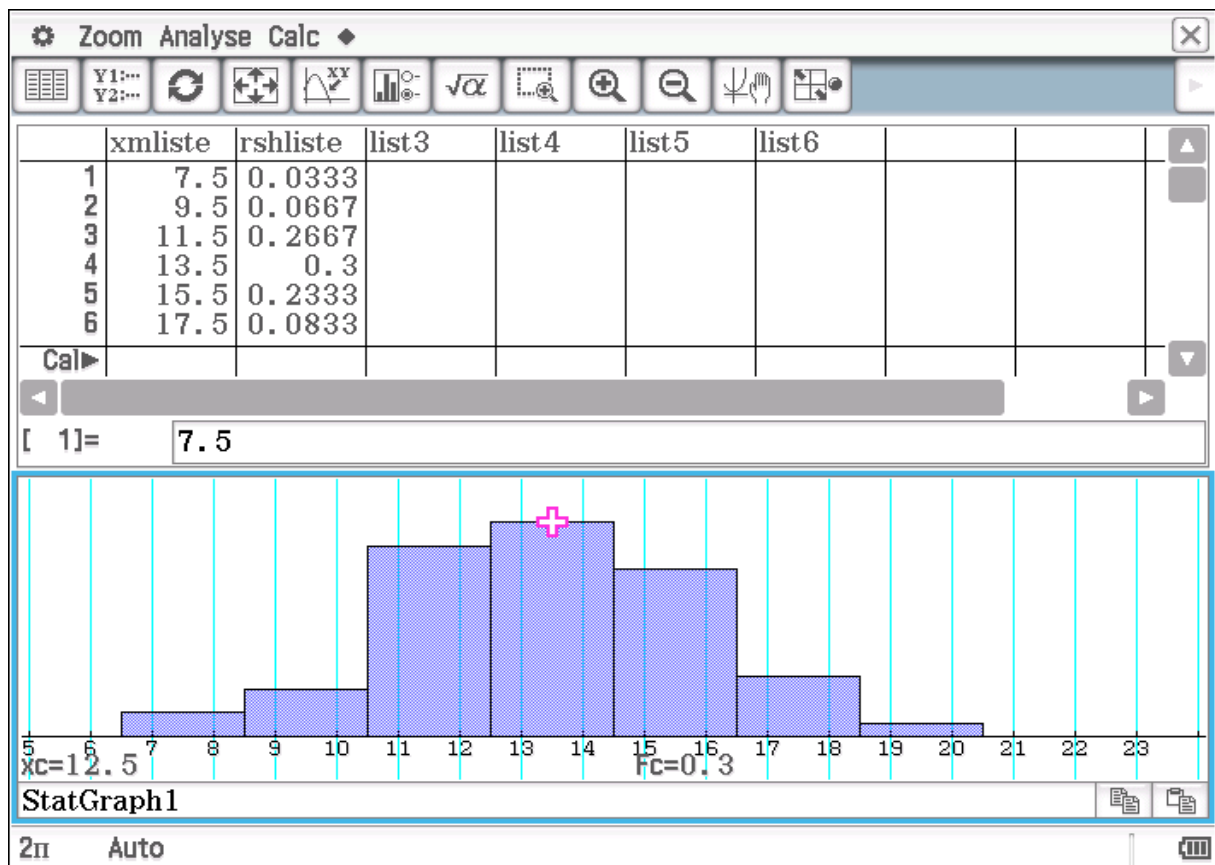 Zoom Analyse Calc ◆
Y1:… XY √α
Y2:…
xmliste rshliste list3 list4 list5 list6
1 7.5 0.0333
2 9.5 0.0667
3 11.5 0.2667
4 13.5 0.3
5 15.5 0.2333
6 17.5 0.0833
Cal▶
[ 1]= 7.5
5 6 7 8 9 10 11 12 13 14 15 16 17 18 19 20 21 22 23
xc=12.5 Fc=0.3
StatGraph1
2π Auto